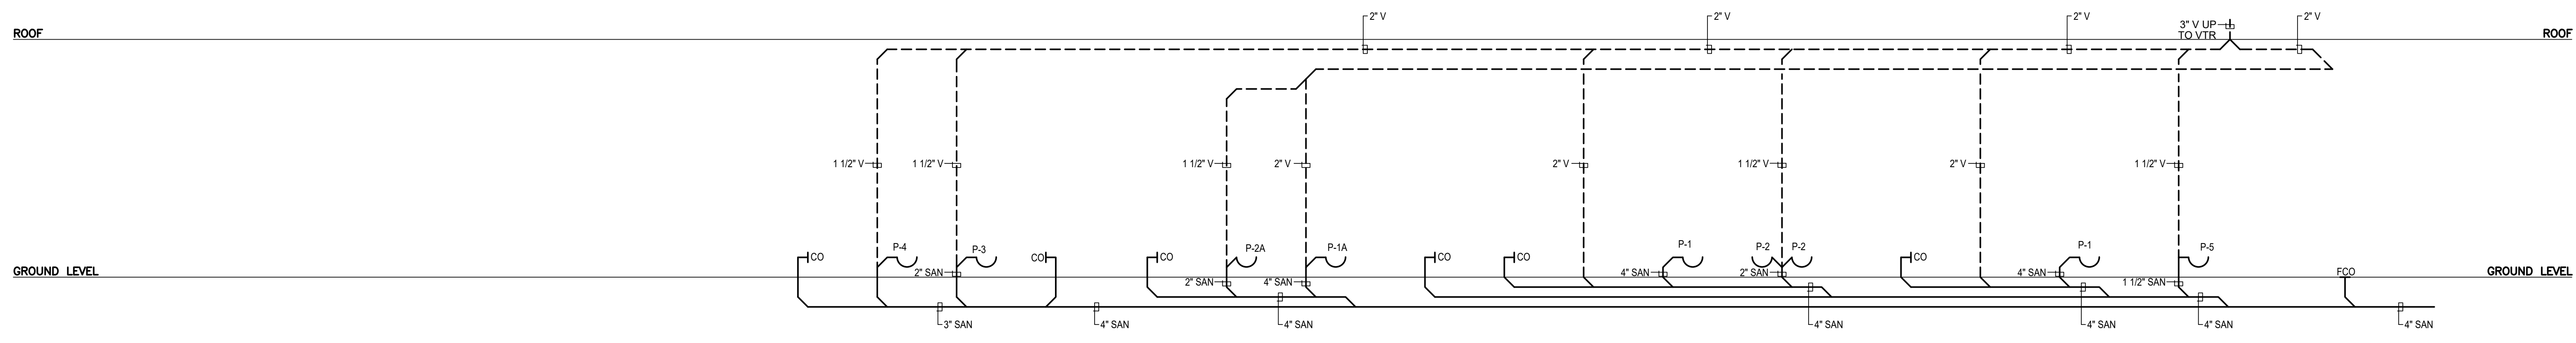 2" V
2" V
2" V
3" V UP
TO VTR
2" V
ROOF
ROOF
1 1/2" V
1 1/2" V
1 1/2" V
2" V
2" V
1 1/2" V
2" V
1 1/2" V
CO
P-4
P-3
CO
CO
P-2A
P-1A
CO
CO
P-1
P-2
P-2
CO
P-1
P-5
GROUND LEVEL
2" SAN
2" SAN
4" SAN
4" SAN
2" SAN
4" SAN
1 1/2" SAN
FCO
GROUND LEVEL
3" SAN
4" SAN
4" SAN
4" SAN
4" SAN
4" SAN
4" SAN